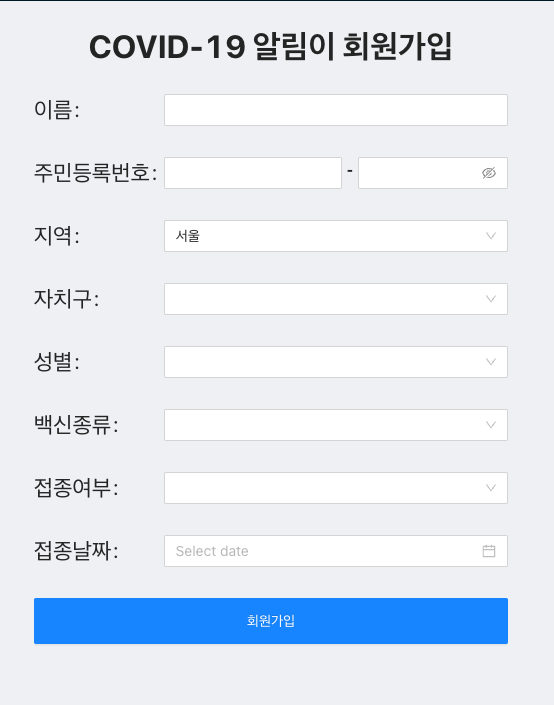 COVID-19 알림이 회원가입
이름:
주민등록번호: -
지역: 서울
자치구:
성별:
백신종류:
접종여부:
접종날짜: Select date
회원가입